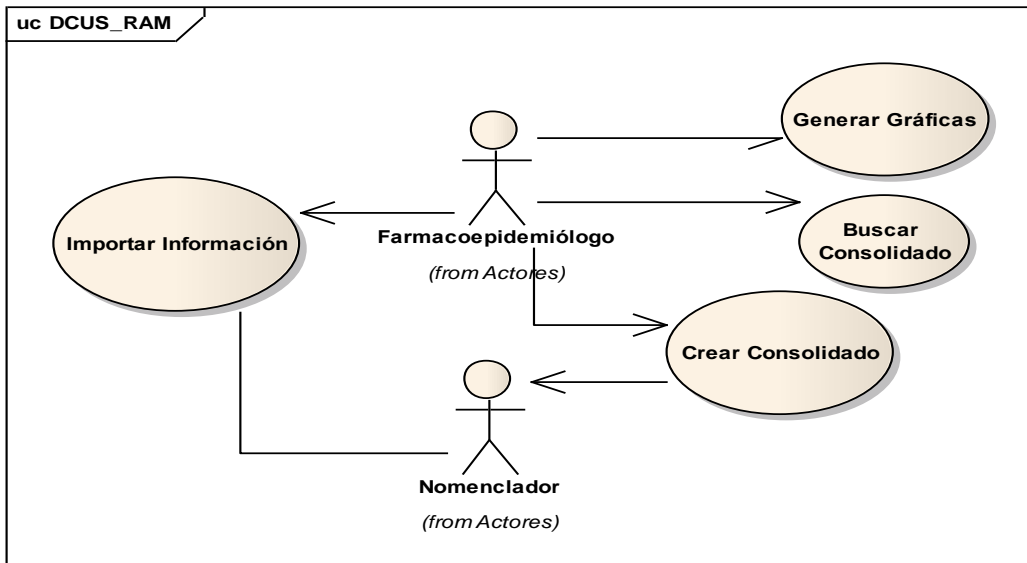 uc DCUS_RAM
Generar Gráficas
Importar Información
Farmacoepidemiólogo
(from Actores)
Buscar
Consolidado
Crear Consolidado
Nomenclador
(from Actores)